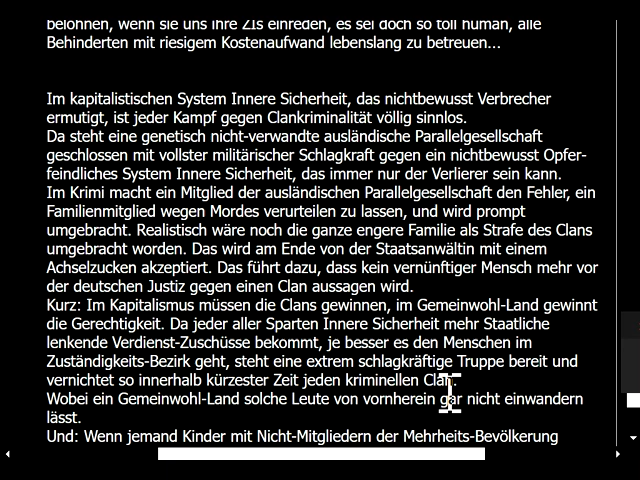 belohnen, wenn sie uns ihre ZIs einreden, es sei doch so toll human, alle
Behinderten mit riesigem Kostenaufwand lebenslang zu betreuen...
Im kapitalistischen System Innere Sicherheit, das nichtbewusst Verbrecher
ermutigt, ist jeder Kampf gegen Clankriminalität völlig sinnlos.
Da steht eine genetisch nicht-verwandte ausländische Parallelgesellschaft
geschlossen mit vollster militärischer Schlagkraft gegen ein nichtbewusst Opfer-
feindliches System Innere Sicherheit, das immer nur der Verlierer sein kann.
Im Krimi macht ein Mitglied der ausländischen Parallelgesellschaft den Fehler, ein
Familienmitglied wegen Mordes verurteilen zu lassen, und wird prompt
umgebracht. Realistisch wäre noch die ganze engere Familie als Strafe des Clans
umgebracht worden. Das wird am Ende von der Staatsanwältin mit einem
Achselzucken akzeptiert. Das führt dazu, dass kein vernünftiger Mensch mehr vor
der deutschen Justiz gegen einen Clan aussagen wird.
Kurz: Im Kapitalismus müssen die Clans gewinnen, im Gemeinwohl-Land gewinnt
die Gerechtigkeit. Da jeder aller Sparten Innere Sicherheit mehr Staatliche
lenkende Verdienst-Zuschüsse bekommt, je besser es den Menschen im
Zuständigkeits-Bezirk geht, steht eine extrem schlagkräftige Truppe bereit und
vernichtet so innerhalb kürzester Zeit jeden kriminellen Clan.
Wobei ein Gemeinwohl-Land solche Leute von vornherein gar nicht einwandern
lässt.
Und: Wenn jemand Kinder mit Nicht-Mitgliedern der Mehrheits-Bevölkerung